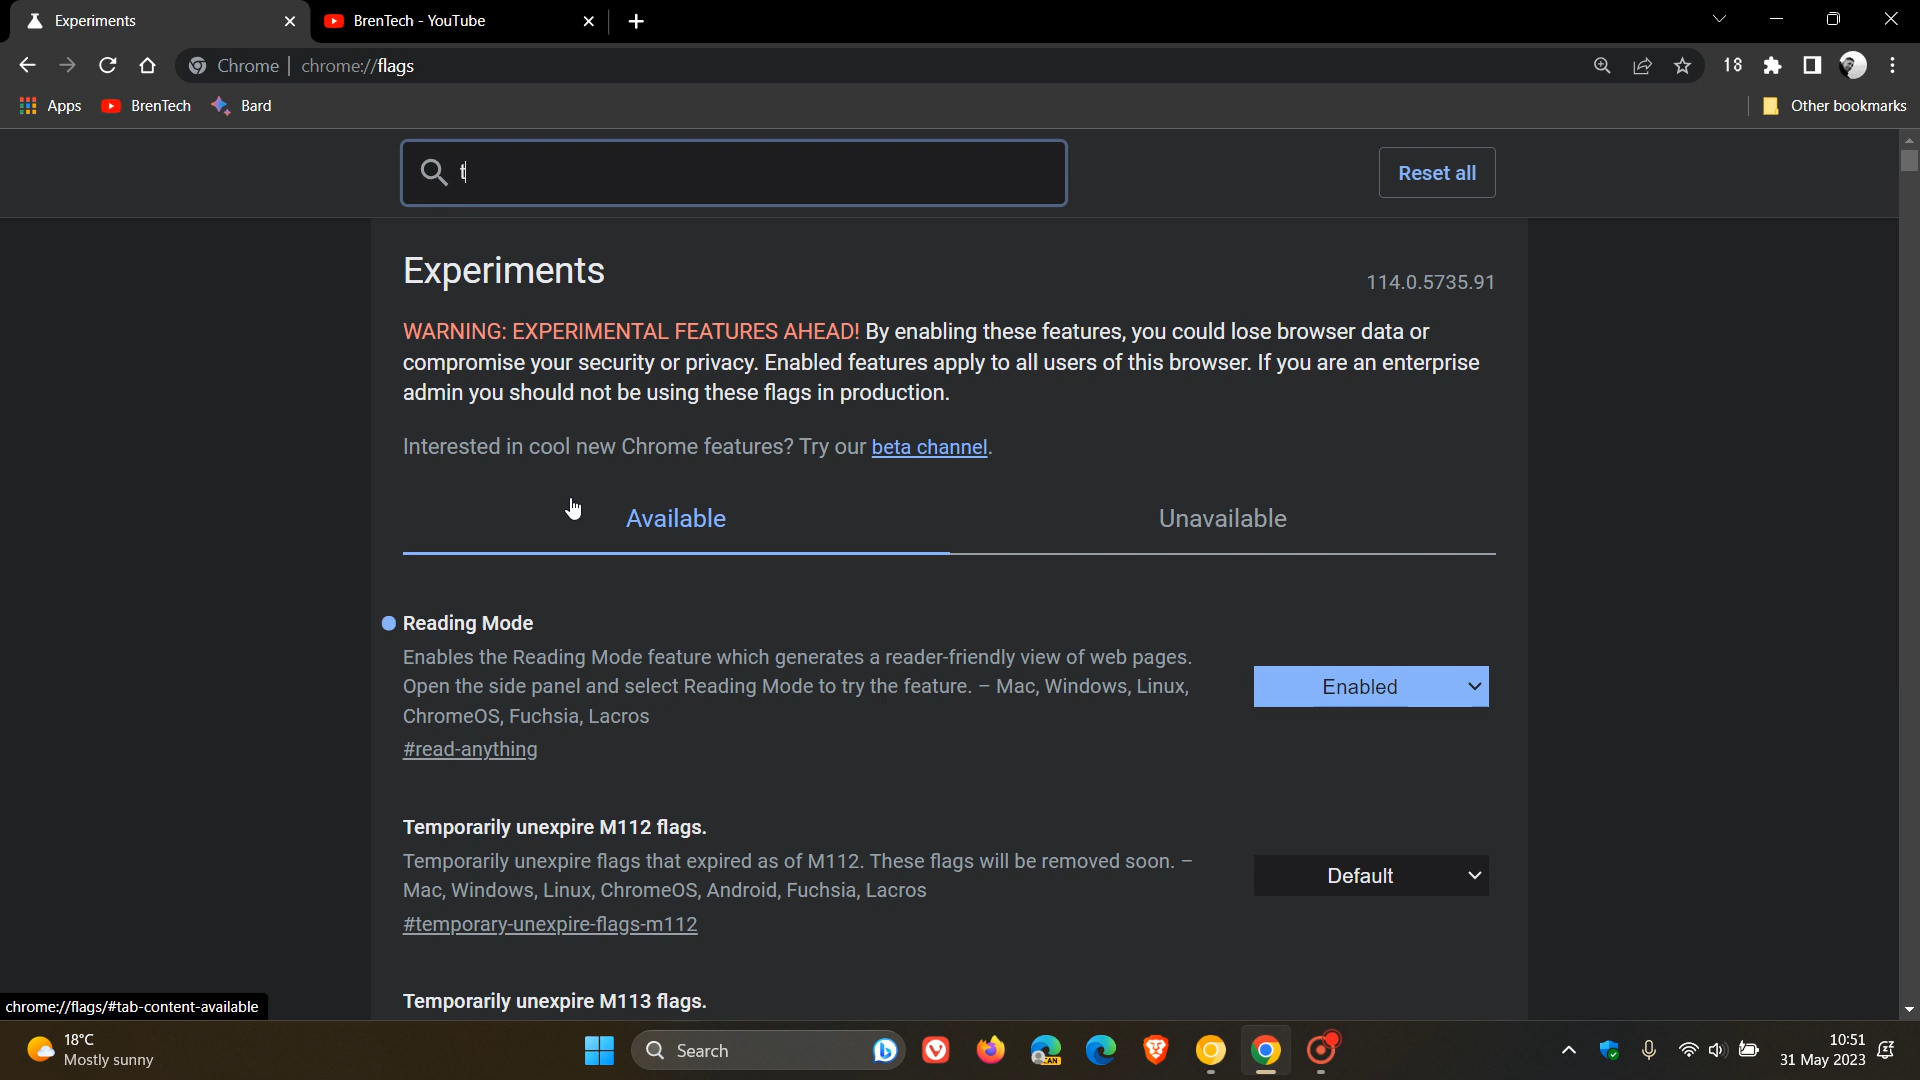 Experiments
BrenTech - YouTube
Chrome | chrome://flags
18
Apps
BrenTech
Bard
Other bookmarks
t
Reset all
Experiments
114.0.5735.91
WARNING: EXPERIMENTAL FEATURES AHEAD! By enabling these features, you could lose browser data or
compromise your security or privacy. Enabled features apply to all users of this browser. If you are an enterprise
admin you should not be using these flags in production.
Interested in cool new Chrome features? Try our beta channel.
Available
Unavailable
Reading Mode
Enables the Reading Mode feature which generates a reader-friendly view of web pages.
Open the side panel and select Reading Mode to try the feature. – Mac, Windows, Linux,
ChromeOS, Fuchsia, Lacros
#read-anything
Enabled
Temporarily unexpire M112 flags.
Temporarily unexpire flags that expired as of M112. These flags will be removed soon. –
Mac, Windows, Linux, ChromeOS, Android, Fuchsia, Lacros
#temporary-unexpire-flags-m112
Default
Temporarily unexpire M113 flags.
chrome://flags/#tab-content-available
18°C
Mostly sunny
Search
CAN
10:51
31 May 2023